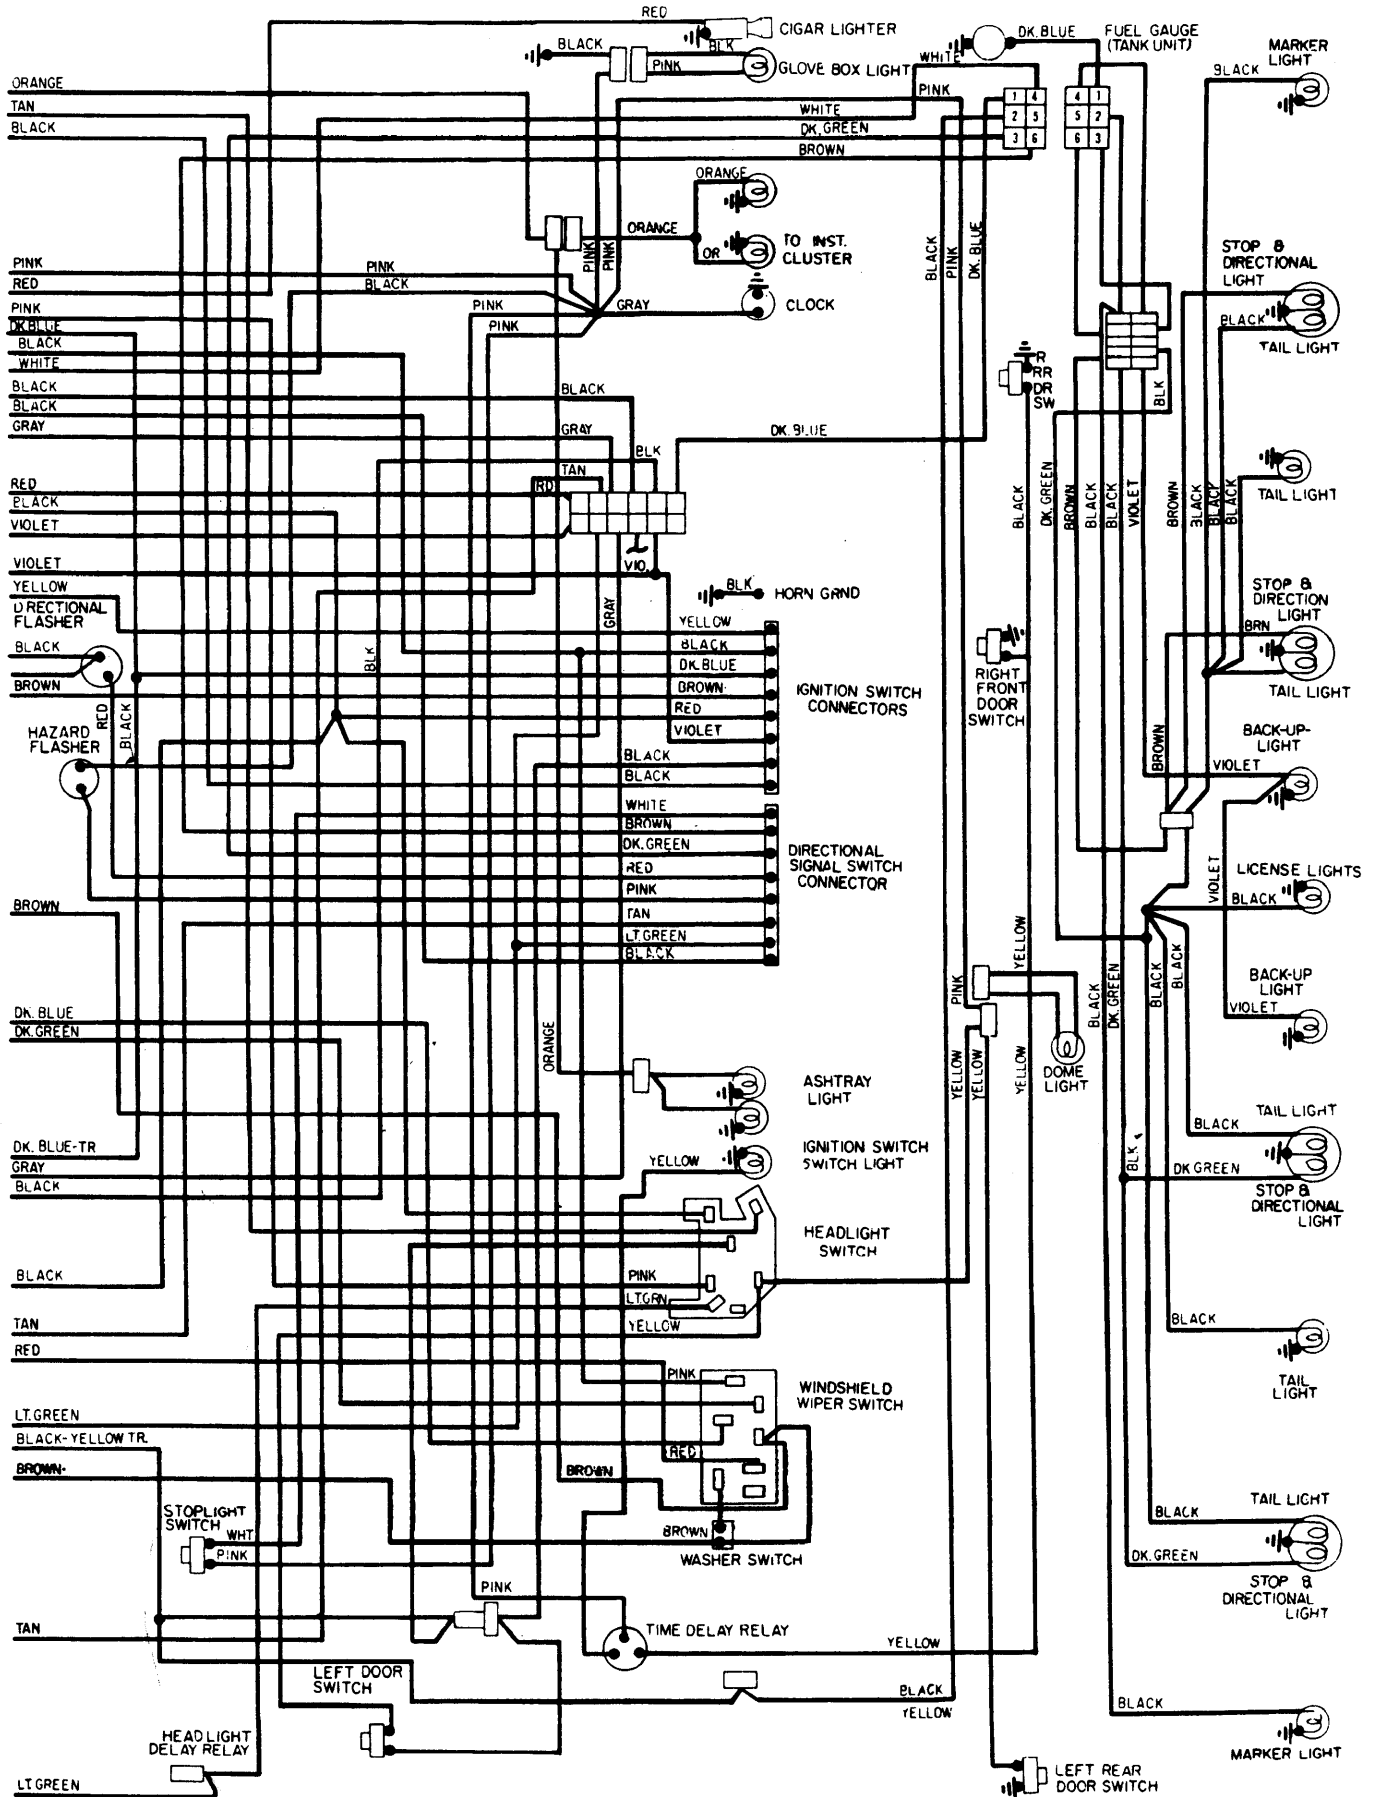 RED
CIGAR LIGHTER
BLACK
BLK
PINK
GLOVE BOX LIGHT
WHITE
DK. BLUE
FUEL GAUGE
(TANK UNIT)
MARKER
LIGHT
BLACK
ORANGE
TAN
BLACK
PINK
WHITE
DK. GREEN
BROWN
1 4
2 5
3 6
4 1
5 2
6 3
ORANGE
ORANGE
OR
TO INST.
CLUSTER
PINK
PINK
BLACK
PINK
DK. BLUE
STOP &
DIRECTIONAL
LIGHT
BLACK
TAIL LIGHT
PINK
RED
PINK
BLACK
PINK
GRAY
PINK
CLOCK
PINK
DK.BLUE
BLACK
WHITE
BLACK
BLACK
GRAY
BLACK
GRAY
BLK
DK. BLUE
R
RR
DR
SW
BLK
TAN
RD
RED
BLACK
VIOLET
BLACK
DK. GREEN
BROWN
BLACK
BLACK
VIOLET
BROWN
BLACK
BLACK
BLACK
TAIL LIGHT
VIOLET
YELLOW
VIO.
BLK
HORN GRND
GRAY
DIRECTIONAL
FLASHER
BLACK
BROWN
RED
BLACK
BLK
YELLOW
BLACK
DK. BLUE
BROWN
RED
VIOLET
BLACK
BLACK
IGNITION SWITCH
CONNECTORS
RIGHT
FRONT
DOOR
SWITCH
STOP &
DIRECTION
LIGHT
BRN
TAIL LIGHT
HAZARD
FLASHER
BACK-UP-
LIGHT
VIOLET
BROWN
WHITE
BROWN
DK. GREEN
RED
PINK
TAN
LT.GREEN
BLACK
DIRECTIONAL
SIGNAL SWITCH
CONNECTOR
VIOLET
LICENSE LIGHTS
BLACK
BROWN
YELLOW
PINK
BLACK
DK. GREEN
BLACK
BLACK
BACK-UP
LIGHT
VIOLET
DK. BLUE
DK. GREEN
ORANGE
YELLOW
YELLOW
YELLOW
DOME
LIGHT
ASHTRAY
LIGHT
IGNITION SWITCH
SWITCH LIGHT
YELLOW
DK. BLUE-TR
GRAY
BLACK
TAIL LIGHT
BLACK
BLK
DK GREEN
STOP &
DIRECTIONAL
LIGHT
HEADLIGHT
SWITCH
BLACK
PINK
LT.GRN
YELLOW
TAN
RED
BLACK
TAIL
LIGHT
PINK
WINDSHIELD
WIPER SWITCH
RED
LT.GREEN
BLACK-YELLOW TR.
BROWN
BROWN
STOPLIGHT
SWITCH
WHT
PINK
BROWN
WASHER SWITCH
TAIL LIGHT
BLACK
DK. GREEN
STOP &
DIRECTIONAL
LIGHT
PINK
TAN
TIME DELAY RELAY
YELLOW
LEFT DOOR
SWITCH
BLACK
YELLOW
BLACK
MARKER LIGHT
HEADLIGHT
DELAY RELAY
LT GREEN
LEFT REAR
DOOR SWITCH